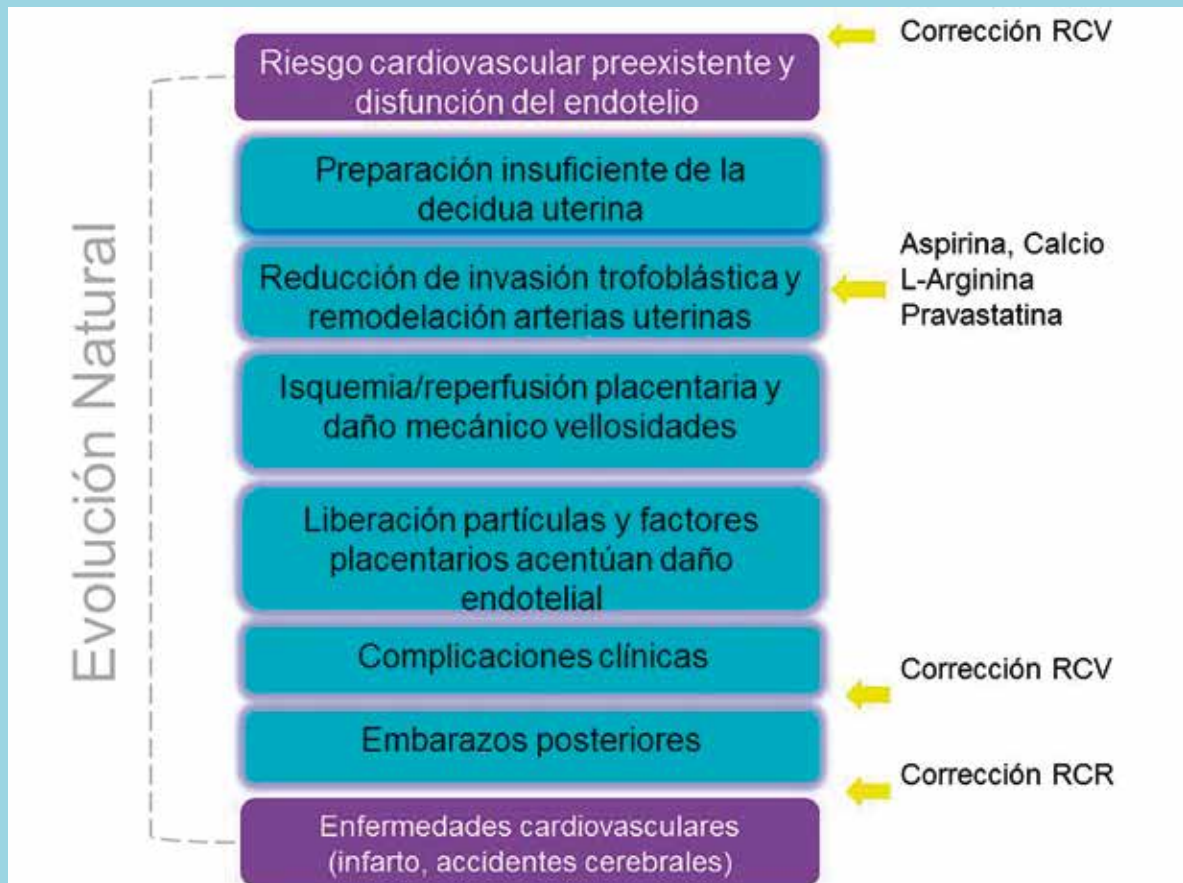 Corrección RCV
Riesgo cardiovascular preexistente y
disfunción del endotelio
Preparación insuficiente de la
decidua uterina
Reducción de invasión trofoblástica y
remodelación arterias uterinas
Aspirina, Calcio
L-Arginina
Pravastatina
Isquemia/reperfusión placentaria y
daño mecánico vellosidades
Liberación partículas y factores
placentarios acentúan daño
endotelial
Complicaciones clínicas
Corrección RCV
Embarazos posteriores
Corrección RCR
Enfermedades cardiovasculares
(infarto, accidentes cerebrales)
Evolución Natural